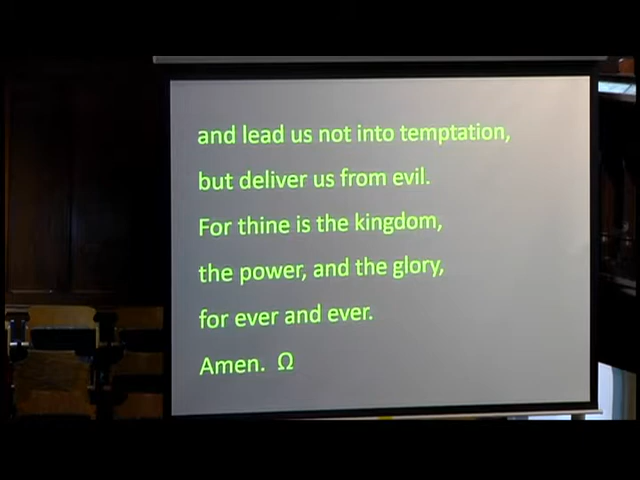 and lead us not into temptation,
but deliver us from evil.
For thine is the kingdom,
the power, and the glory,
for ever and ever.
Amen. Ω